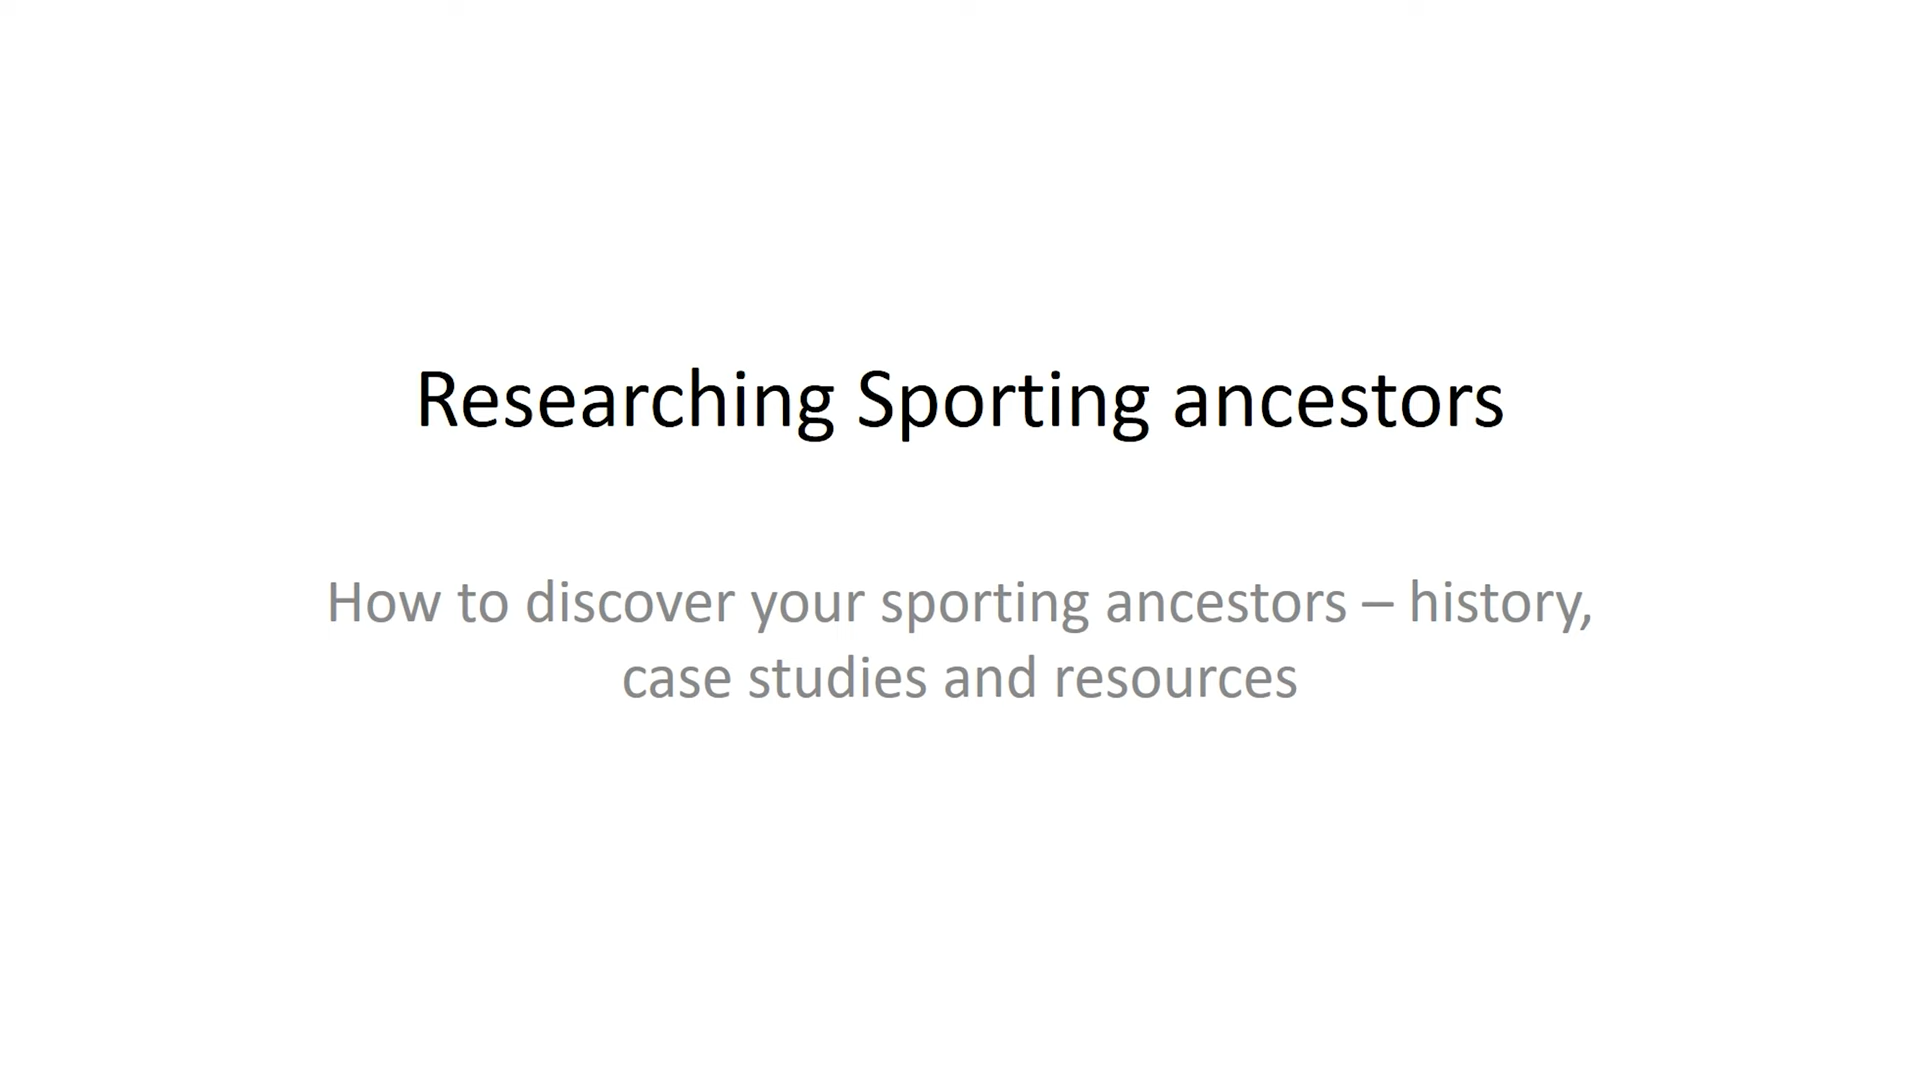 Researching Sporting ancestors
How to discover your sporting ancestors – history,
case studies and resources